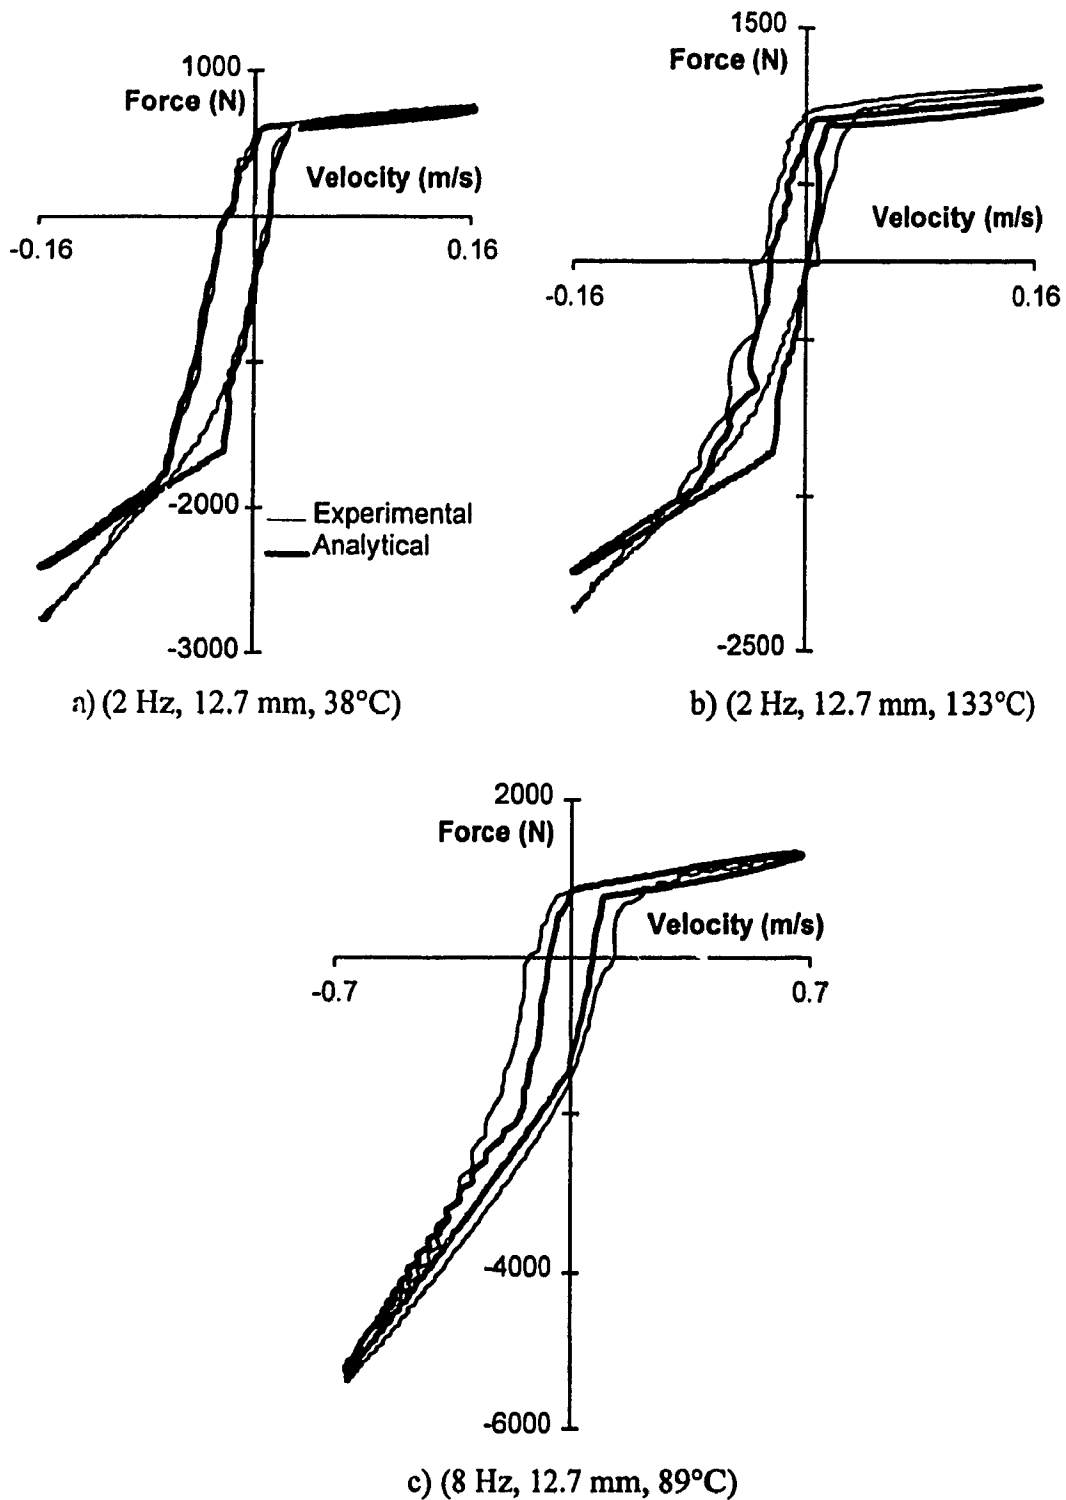 1000
Force (N)
Velocity (m/s)
-0.16
0.16
-2000
Experimental
Analytical
-3000
a) (2 Hz, 12.7 mm, 38°C)
1500
Force (N)
Velocity (m/s)
-0.16
0.16
-2500
b) (2 Hz, 12.7 mm, 133°C)
2000
Force (N)
Velocity (m/s)
-0.7
0.7
-4000
-6000
c) (8 Hz, 12.7 mm, 89°C)